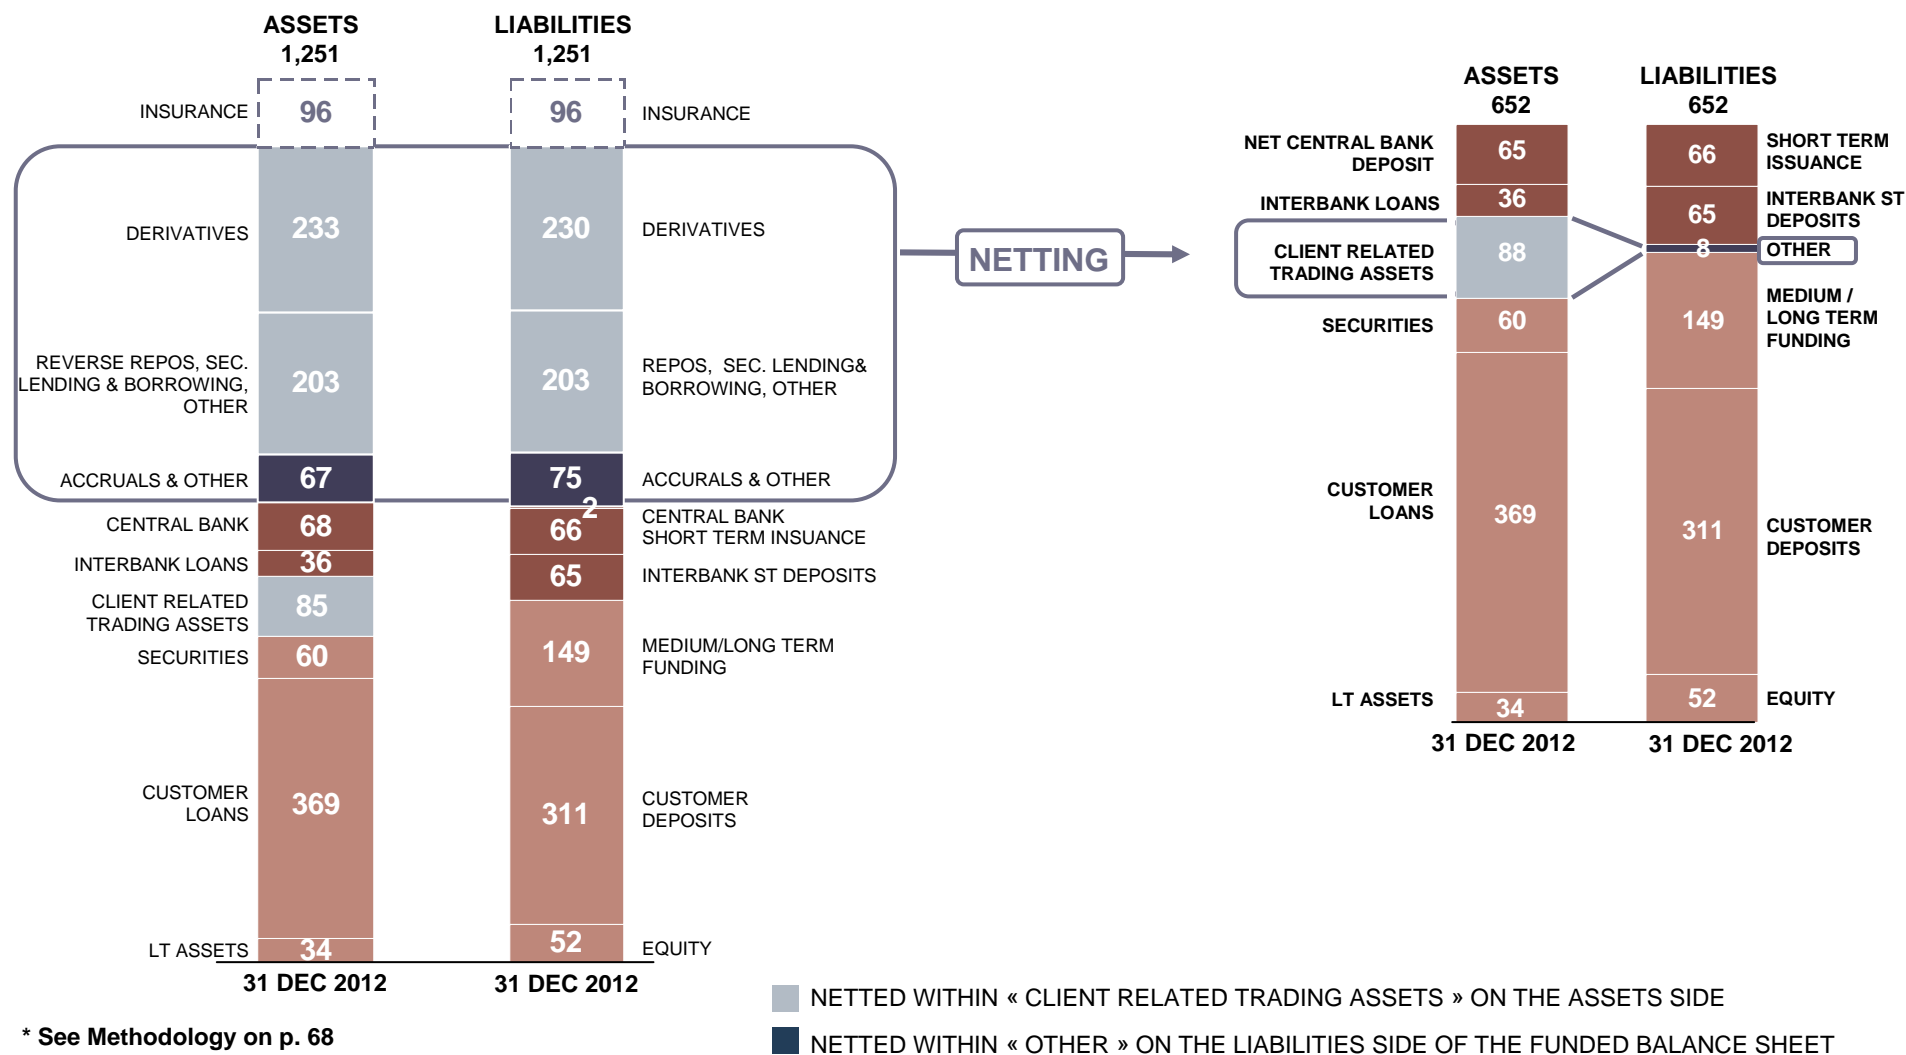 ASSETS
1,251
LIABILITIES
1,251
INSURANCE
96
96
INSURANCE
DERIVATIVES
233
230
DERIVATIVES
REVERSE REPOS, SEC.
LENDING & BORROWING,
OTHER
203
203
REPOS, SEC. LENDING&
BORROWING, OTHER
ACCRUALS & OTHER
67
75
ACCURALS & OTHER
CENTRAL BANK
68
2
CENTRAL BANK
66
SHORT TERM INSUANCE
INTERBANK LOANS
36
65
INTERBANK ST DEPOSITS
CLIENT RELATED
TRADING ASSETS
85
SECURITIES
60
149
MEDIUM/LONG TERM
FUNDING
CUSTOMER
LOANS
369
311
CUSTOMER
DEPOSITS
LT ASSETS
34
52
EQUITY
31 DEC 2012
31 DEC 2012
NETTING
ASSETS
652
LIABILITIES
652
NET CENTRAL BANK
DEPOSIT
65
66
SHORT TERM
ISSUANCE
INTERBANK LOANS
36
65
INTERBANK ST
DEPOSITS
CLIENT RELATED
TRADING ASSETS
88
8
OTHER
SECURITIES
60
149
MEDIUM /
LONG TERM
FUNDING
CUSTOMER
LOANS
369
311
CUSTOMER
DEPOSITS
LT ASSETS
34
52
EQUITY
31 DEC 2012
31 DEC 2012
NETTED WITHIN « CLIENT RELATED TRADING ASSETS » ON THE ASSETS SIDE
NETTED WITHIN « OTHER » ON THE LIABILITIES SIDE OF THE FUNDED BALANCE SHEET
* See Methodology on p. 68